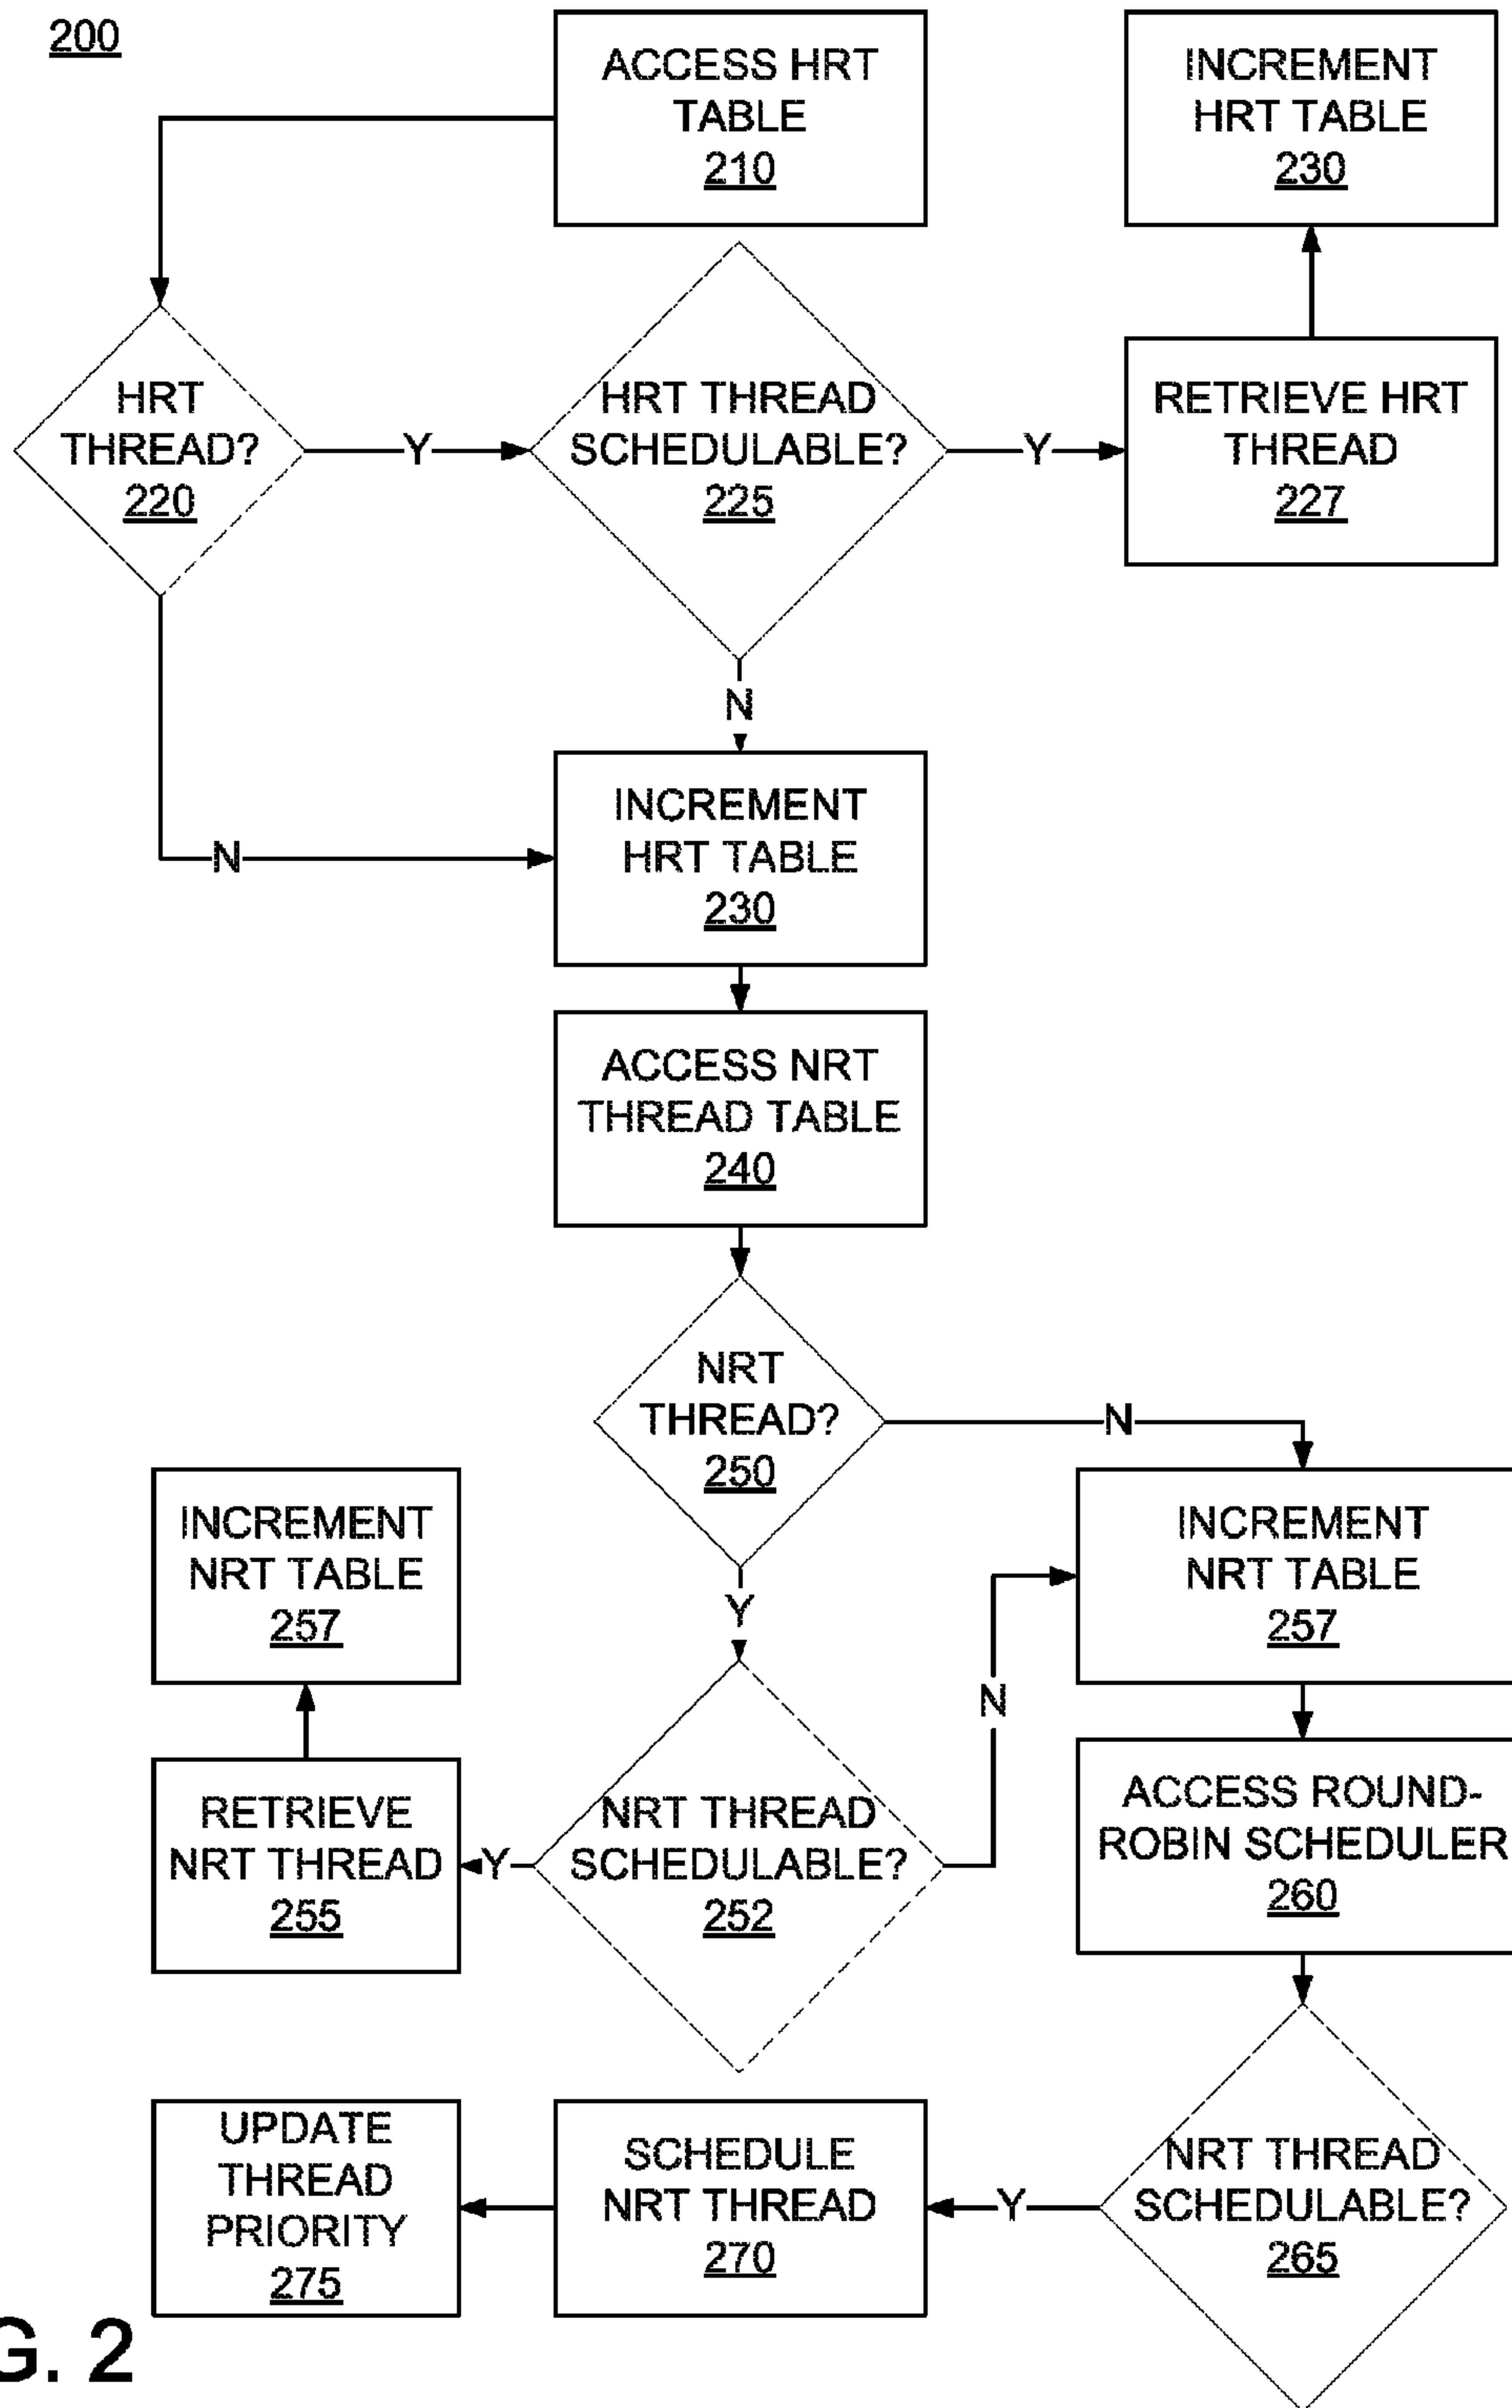 200
ACCESS HRT
TABLE
210
INCREMENT
HRT TABLE
230
HRT
THREAD?
220
Y
HRT THREAD
SCHEDULABLE?
225
Y
RETRIEVE HRT
THREAD
227
N
N
INCREMENT
HRT TABLE
230
ACCESS NRT
THREAD TABLE
240
NRT
THREAD?
250
N
Y
INCREMENT
NRT TABLE
257
INCREMENT
NRT TABLE
257
N
RETRIEVE
NRT THREAD
255
Y
NRT THREAD
SCHEDULABLE?
252
ACCESS ROUND-
ROBIN SCHEDULER
260
UPDATE
THREAD
PRIORITY
275
SCHEDULE
NRT THREAD
270
Y
NRT THREAD
SCHEDULABLE?
265
G. 2